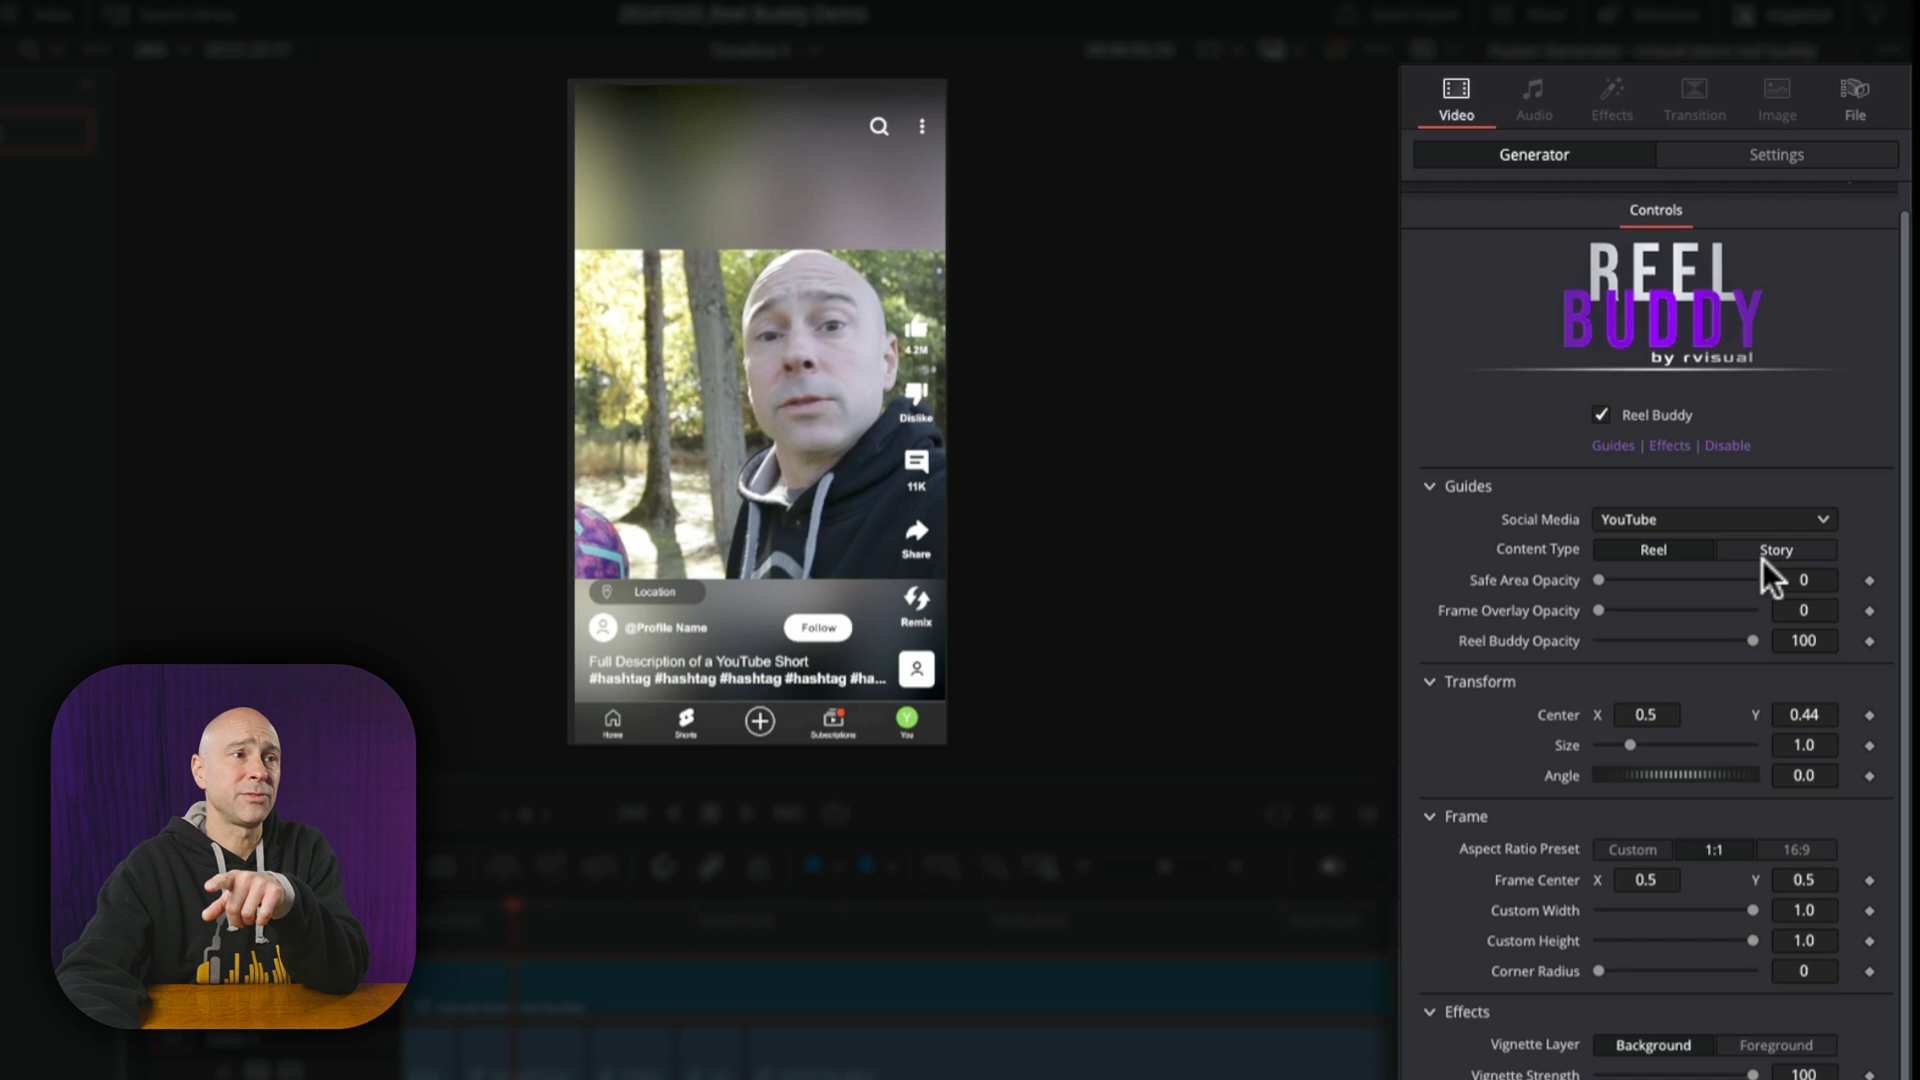 Video Audio Effects Transition Image File
Generator Settings
Controls
REEL
BUDDY
by rvisual
Reel Buddy
Guides | Effects | Disable
Guides
Social Media YouTube
Content Type Reel Story
Safe Area Opacity 0
Frame Overlay Opacity 0
Reel Buddy Opacity 100
Transform
Center X 0.5 Y 0.44
Size 1.0
Angle 0.0
Frame
Aspect Ratio Preset Custom 1:1 16:9
Frame Center X 0.5 Y 0.5
Custom Width 1.0
Custom Height 1.0
Corner Radius 0
Effects
Vignette Layer Background Foreground
Vignette Strength 100
4.2M
Dislike
11K
Share
Remix
Location
@Profile Name Follow
Full Description of a YouTube Short
#hashtag #hashtag #hashtag #hashtag #ha...
Home Shorts Subscriptions You
Y